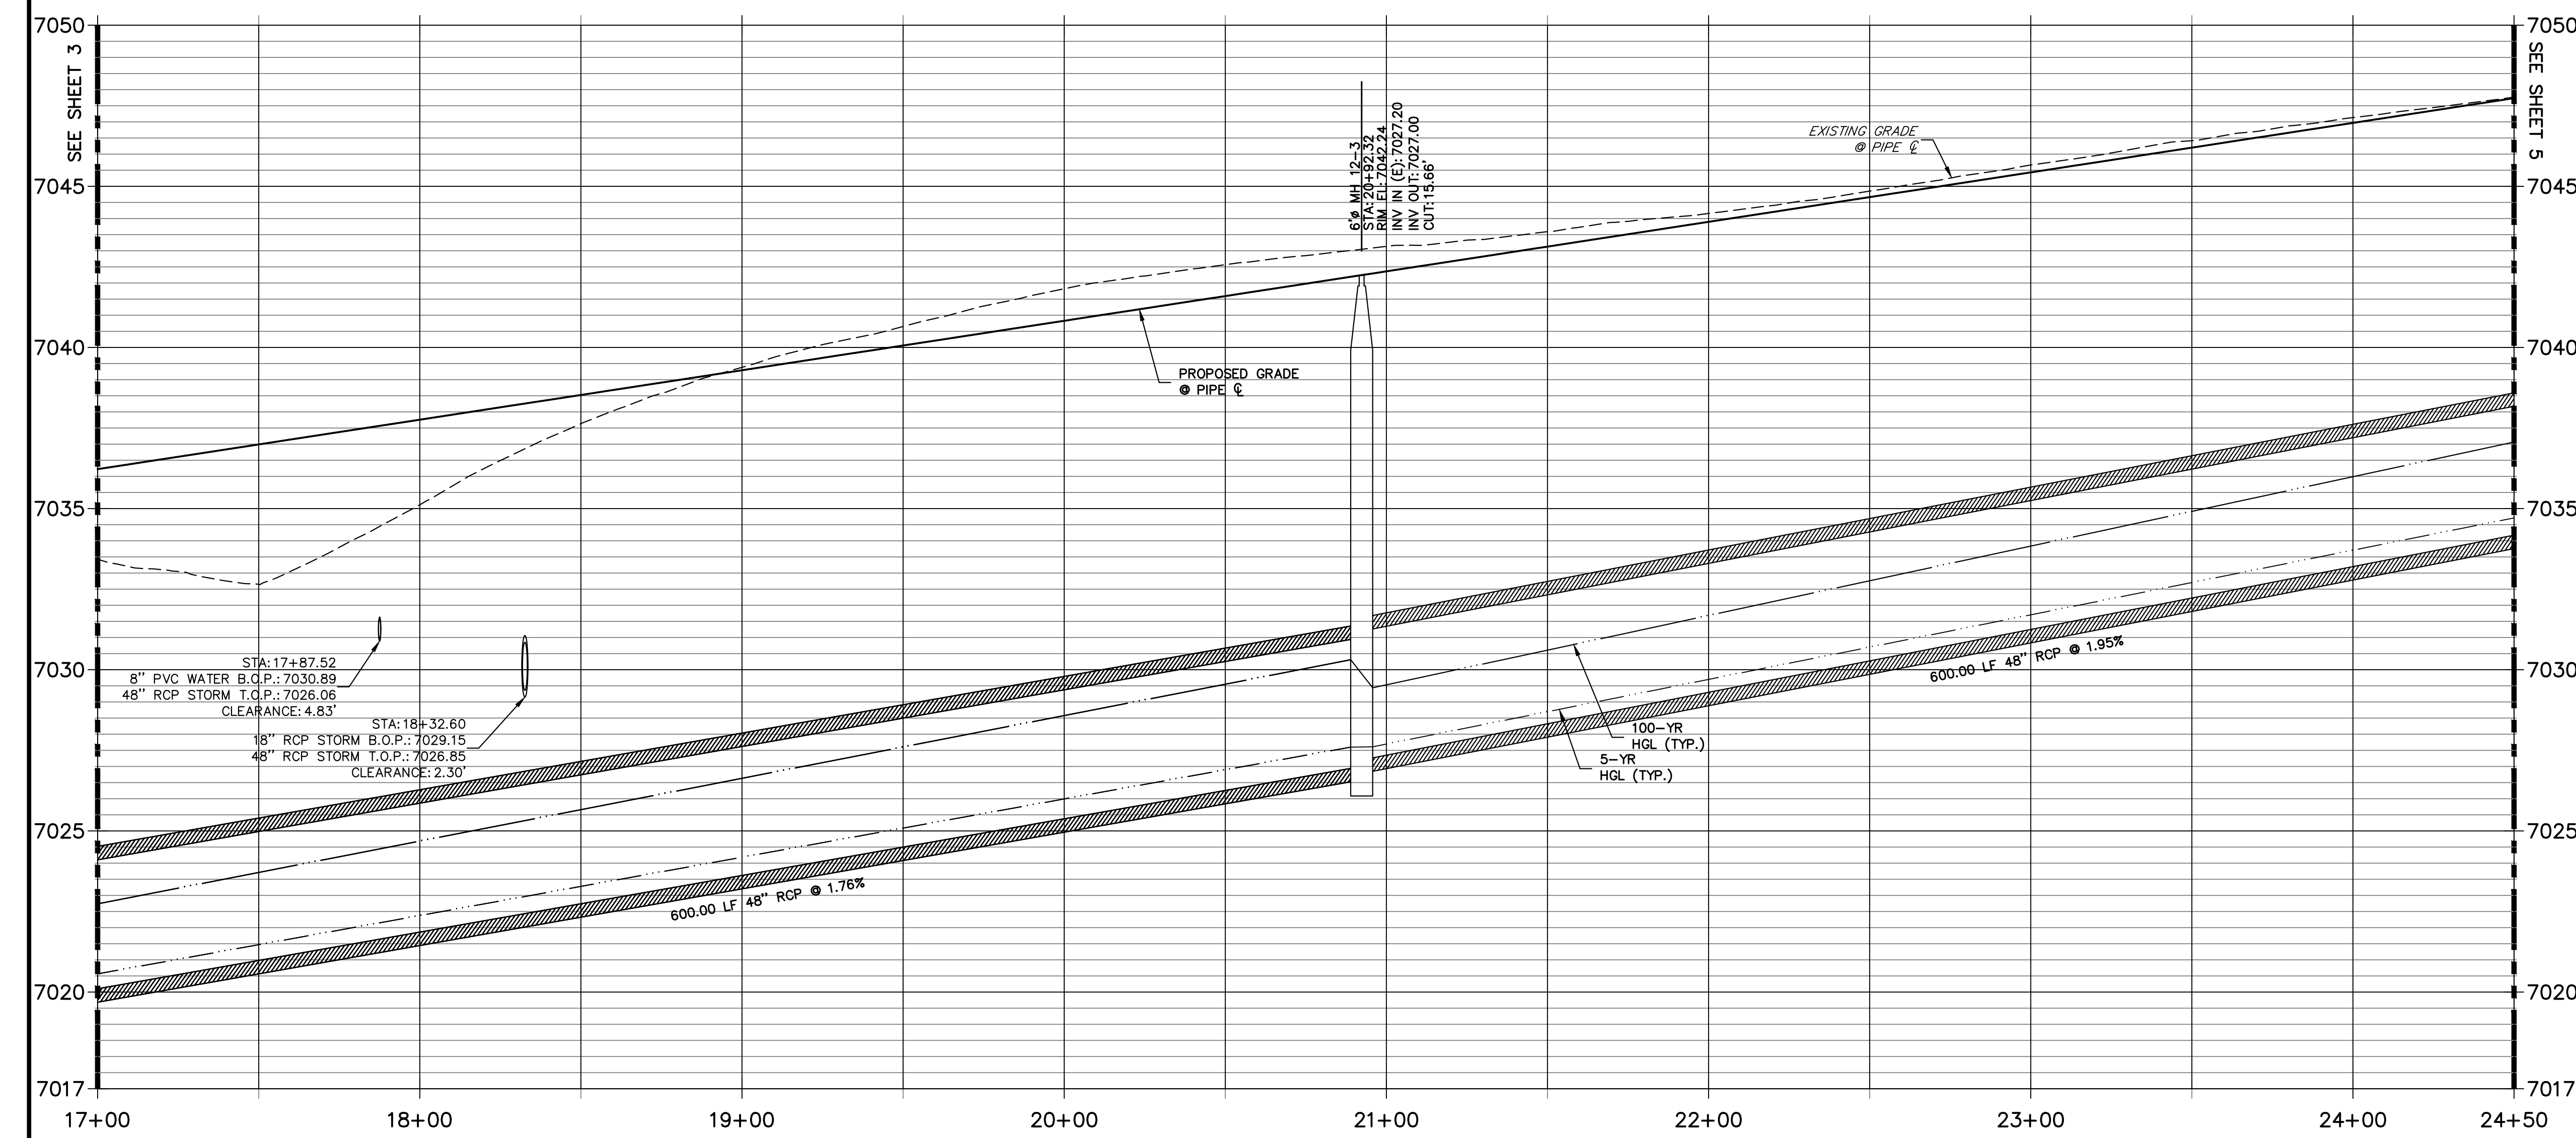 7050
7045
7040
7035
7030
7025
7020
7017
SEE SHEET 3
6'ø MH 12-3
STA:20+92.32
RIM EL:7042.24
INV IN (E):7027.20
INV OUT:7027.00
CUT:15.66'
EXISTING GRADE
@ PIPE ℄
PROPOSED GRADE
@ PIPE ℄
STA:17+87.52
8" PVC WATER B.O.P.:7030.89
48" RCP STORM T.O.P.:7026.06
CLEARANCE:4.83'
STA:18+32.60
18" RCP STORM B.O.P.:7029.15
48" RCP STORM T.O.P.:7026.85
CLEARANCE:2.30'
600.00 LF 48" RCP @ 1.76%
600.00 LF 48" RCP @ 1.95%
100-YR
HGL (TYP.)
5-YR
HGL (TYP.)
7050
SEE SHEET 5
7045
7040
7035
7030
7025
7020
7017
17+00
18+00
19+00
20+00
21+00
22+00
23+00
24+00
24+50